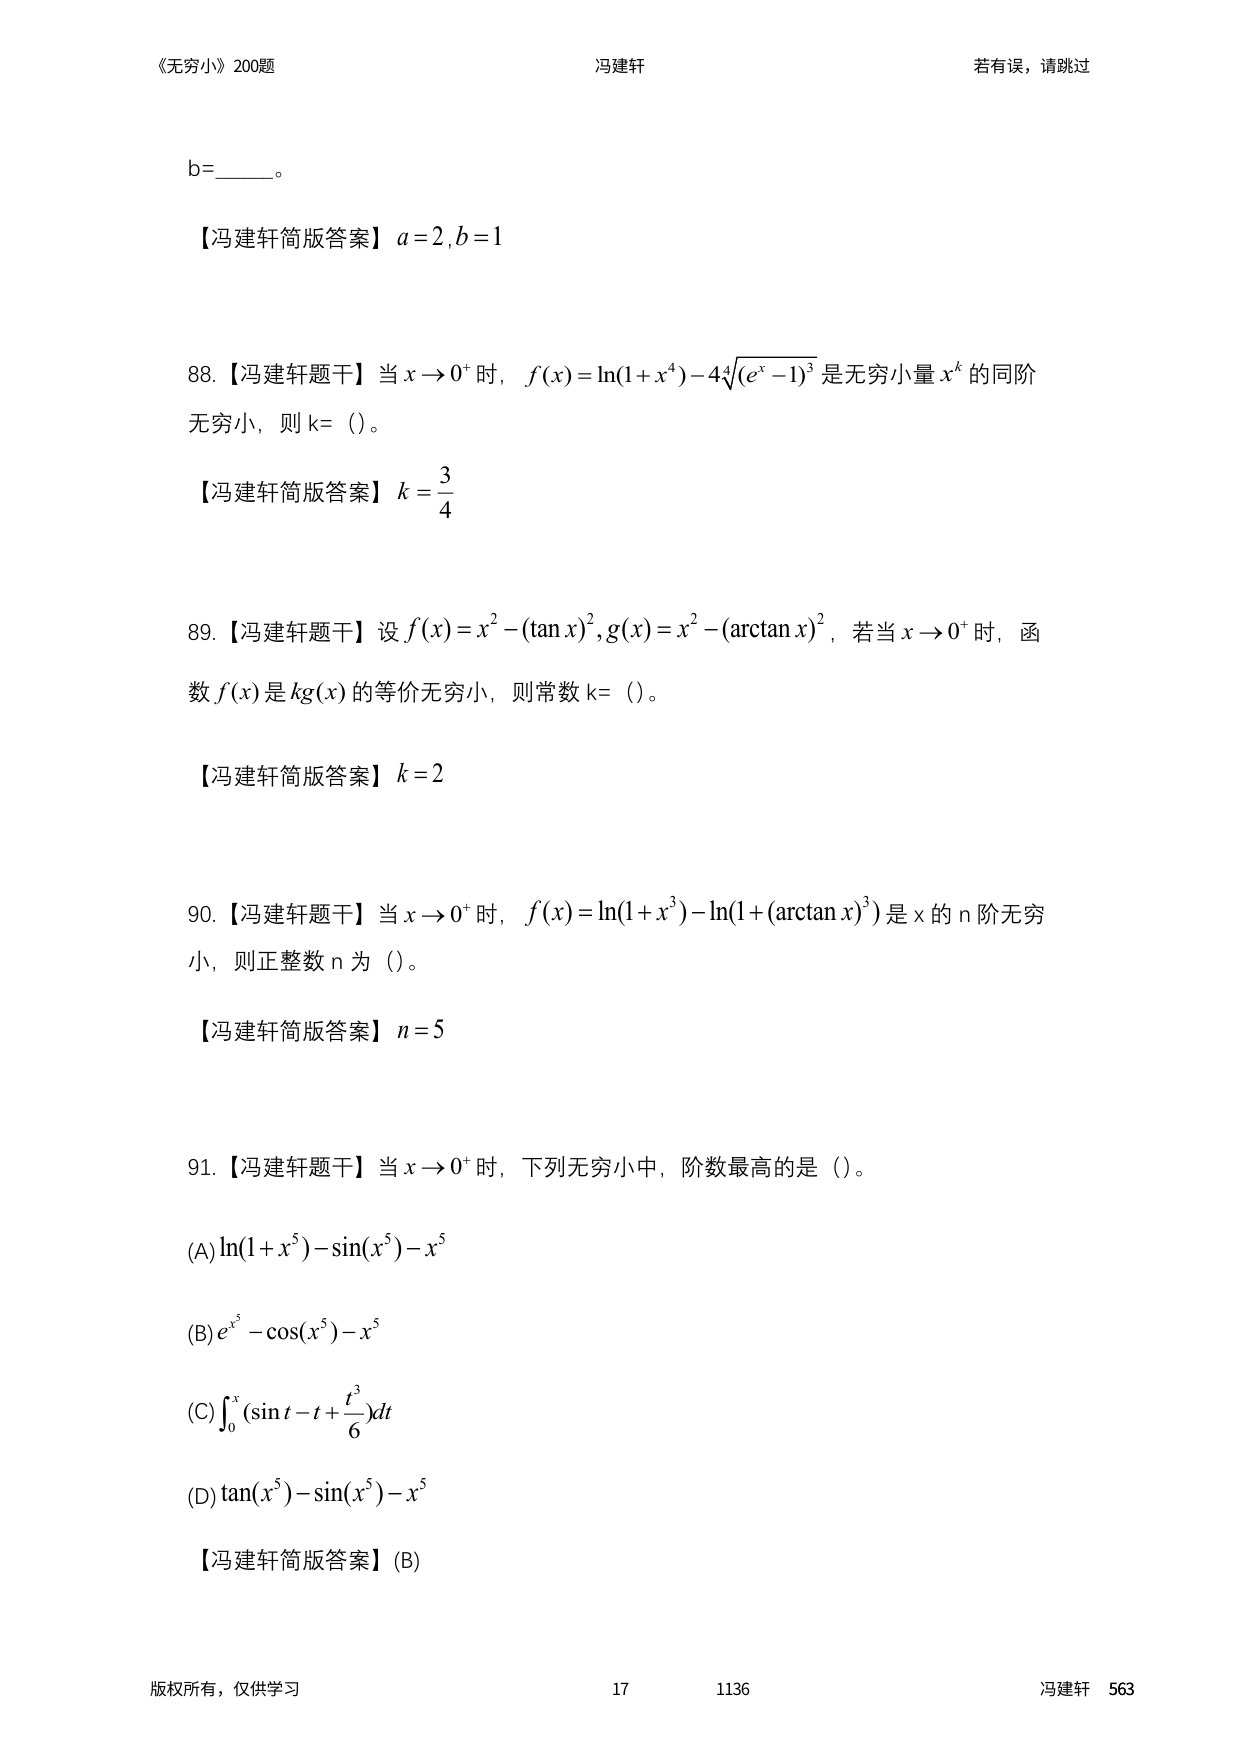 《无穷小》200题 冯建轩 若有误，请跳过
b=_____。
【冯建轩简版答案】 a=2,b=1
88.【冯建轩题干】当 x→0⁺ 时， f(x)=ln(1+x⁴)−4∜((eˣ−1)³) 是无穷小量 xᵏ 的同阶
无穷小，则 k=（）。
【冯建轩简版答案】 k=3/4
89.【冯建轩题干】设 f(x)=x²−(tan x)²,g(x)=x²−(arctan x)²，若当 x→0⁺ 时，函
数 f(x) 是 kg(x) 的等价无穷小，则常数 k=（）。
【冯建轩简版答案】 k=2
90.【冯建轩题干】当 x→0⁺ 时， f(x)=ln(1+x³)−ln(1+(arctan x)³) 是 x 的 n 阶无穷
小，则正整数 n 为（）。
【冯建轩简版答案】 n=5
91.【冯建轩题干】当 x→0⁺ 时，下列无穷小中，阶数最高的是（）。
(A) ln(1+x⁵)−sin(x⁵)−x⁵
(B) e^(x⁵)−cos(x⁵)−x⁵
(C) ∫₀ˣ(sin t−t+t³/6)dt
(D) tan(x⁵)−sin(x⁵)−x⁵
【冯建轩简版答案】(B)
版权所有，仅供学习 17 1136 冯建轩 563